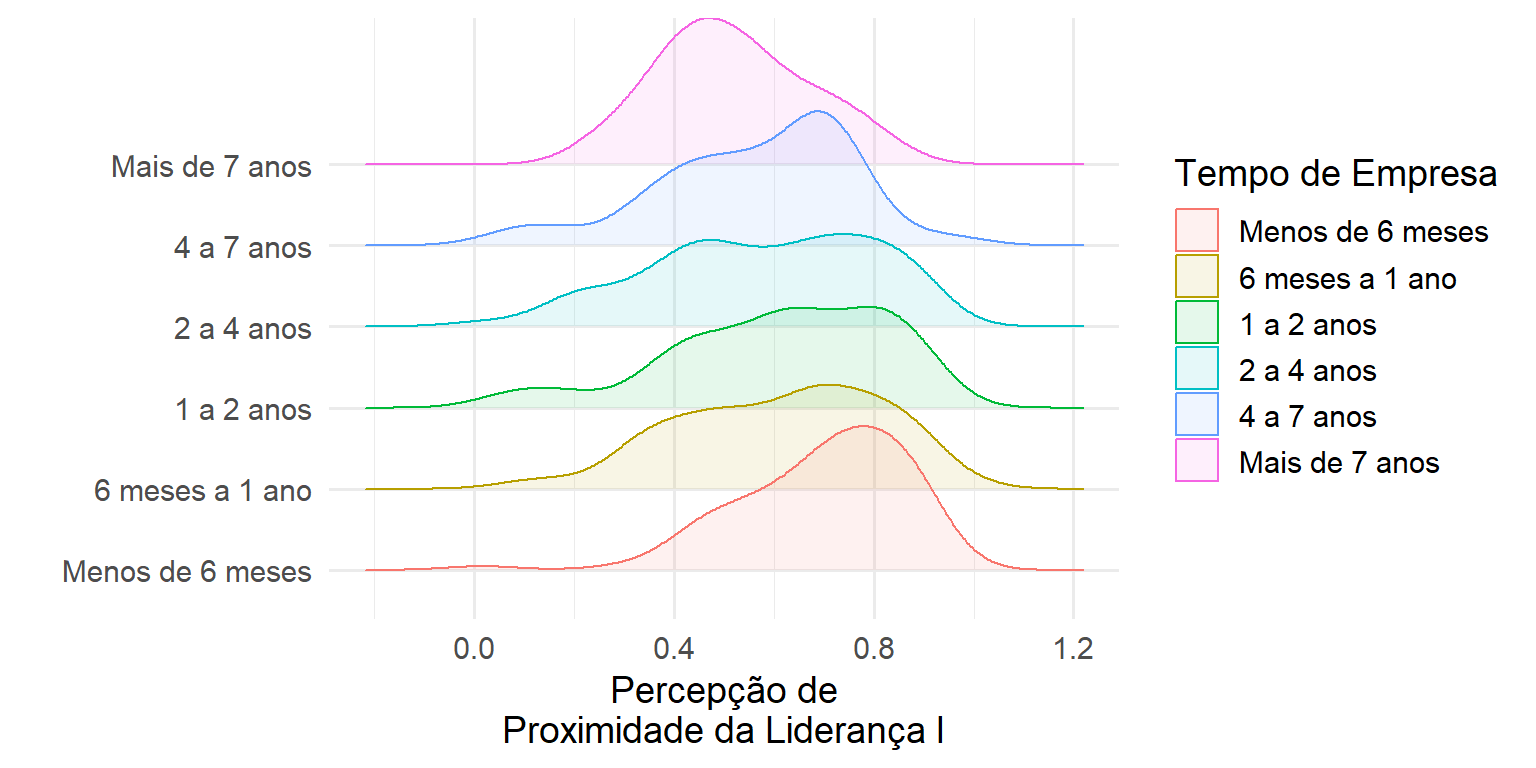 Mais de 7 anos
4 a 7 anos
2 a 4 anos
1 a 2 anos
6 meses a 1 ano
Menos de 6 meses
0.0 0.4 0.8 1.2
Percepção de
Proximidade da Liderança I
Tempo de Empresa
Menos de 6 meses
6 meses a 1 ano
1 a 2 anos
2 a 4 anos
4 a 7 anos
Mais de 7 anos